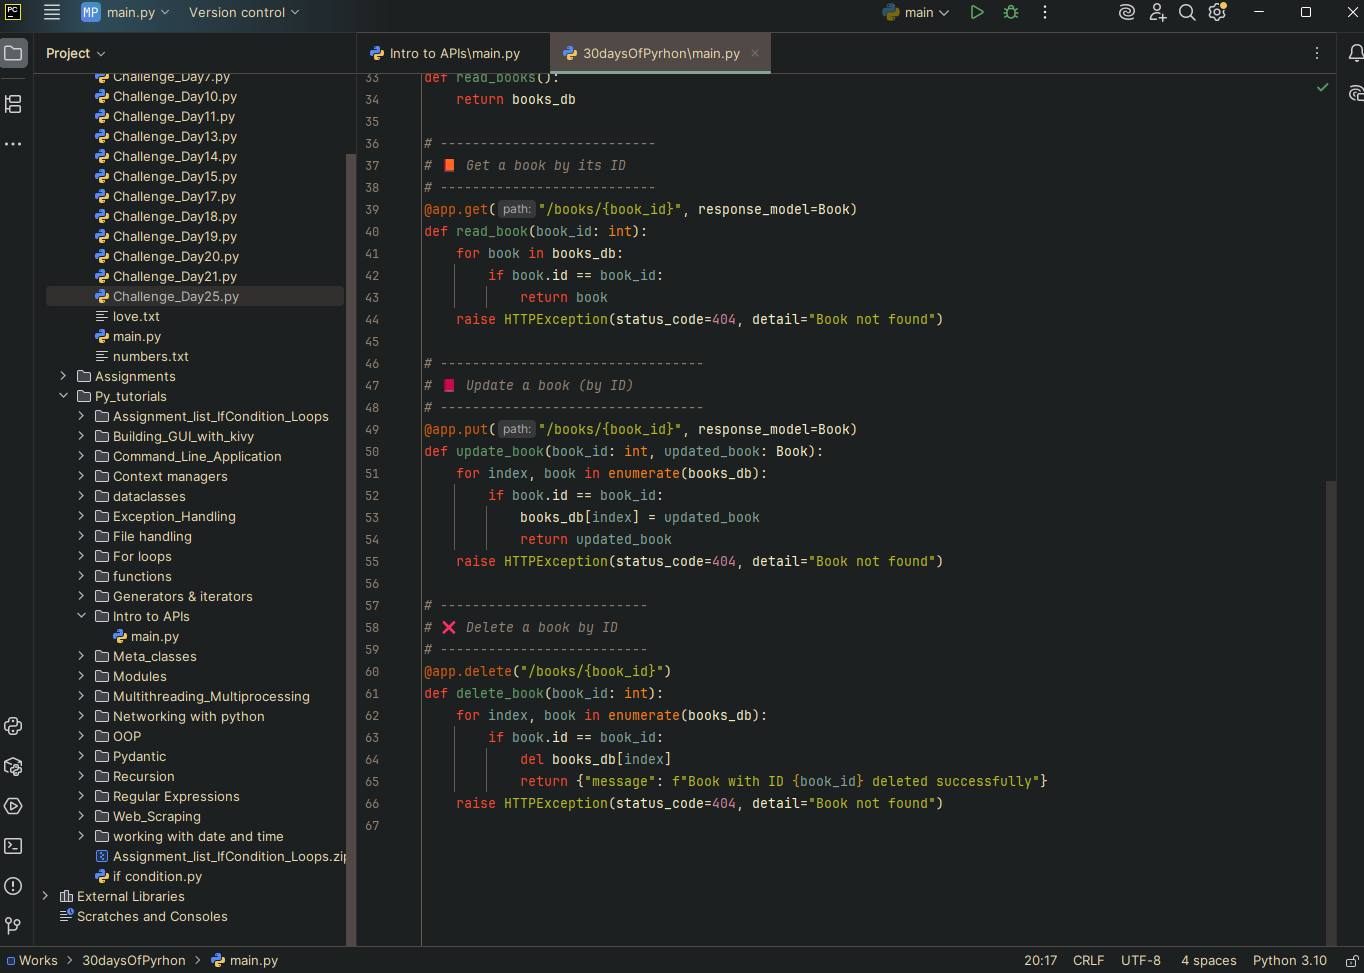 PC
MP main.py
Version control
main
Project
Intro to APIs\main.py
30daysOfPyrhon\main.py
Challenge_Day7.py
Challenge_Day10.py
Challenge_Day11.py
Challenge_Day13.py
Challenge_Day14.py
Challenge_Day15.py
Challenge_Day17.py
Challenge_Day18.py
Challenge_Day19.py
Challenge_Day20.py
Challenge_Day21.py
Challenge_Day25.py
love.txt
main.py
numbers.txt
Assignments
Py_tutorials
Assignment_list_IfCondition_Loops
Building_GUI_with_kivy
Command_Line_Application
Context managers
dataclasses
Exception_Handling
File handling
For loops
functions
Generators & iterators
Intro to APIs
main.py
Meta_classes
Modules
Multithreading_Multiprocessing
Networking with python
OOP
Pydantic
Recursion
Regular Expressions
Web_Scraping
working with date and time
Assignment_list_IfCondition_Loops.zip
if condition.py
External Libraries
Scratches and Consoles
33 def read_books():
34 return books_db
35
36 # ---------------------------
37 # 📙 Get a book by its ID
38 # ---------------------------
39 @app.get( path: "/books/{book_id}", response_model=Book)
40 def read_book(book_id: int):
41 for book in books_db:
42 if book.id == book_id:
43 return book
44 raise HTTPException(status_code=404, detail="Book not found")
45
46 # ---------------------------------
47 # 📕 Update a book (by ID)
48 # ---------------------------------
49 @app.put( path: "/books/{book_id}", response_model=Book)
50 def update_book(book_id: int, updated_book: Book):
51 for index, book in enumerate(books_db):
52 if book.id == book_id:
53 books_db[index] = updated_book
54 return updated_book
55 raise HTTPException(status_code=404, detail="Book not found")
56
57 # --------------------------
58 # ❌ Delete a book by ID
59 # --------------------------
60 @app.delete("/books/{book_id}")
61 def delete_book(book_id: int):
62 for index, book in enumerate(books_db):
63 if book.id == book_id:
64 del books_db[index]
65 return {"message": f"Book with ID {book_id} deleted successfully"}
66 raise HTTPException(status_code=404, detail="Book not found")
67
Works > 30daysOfPyrhon > main.py
20:17 CRLF UTF-8 4 spaces Python 3.10